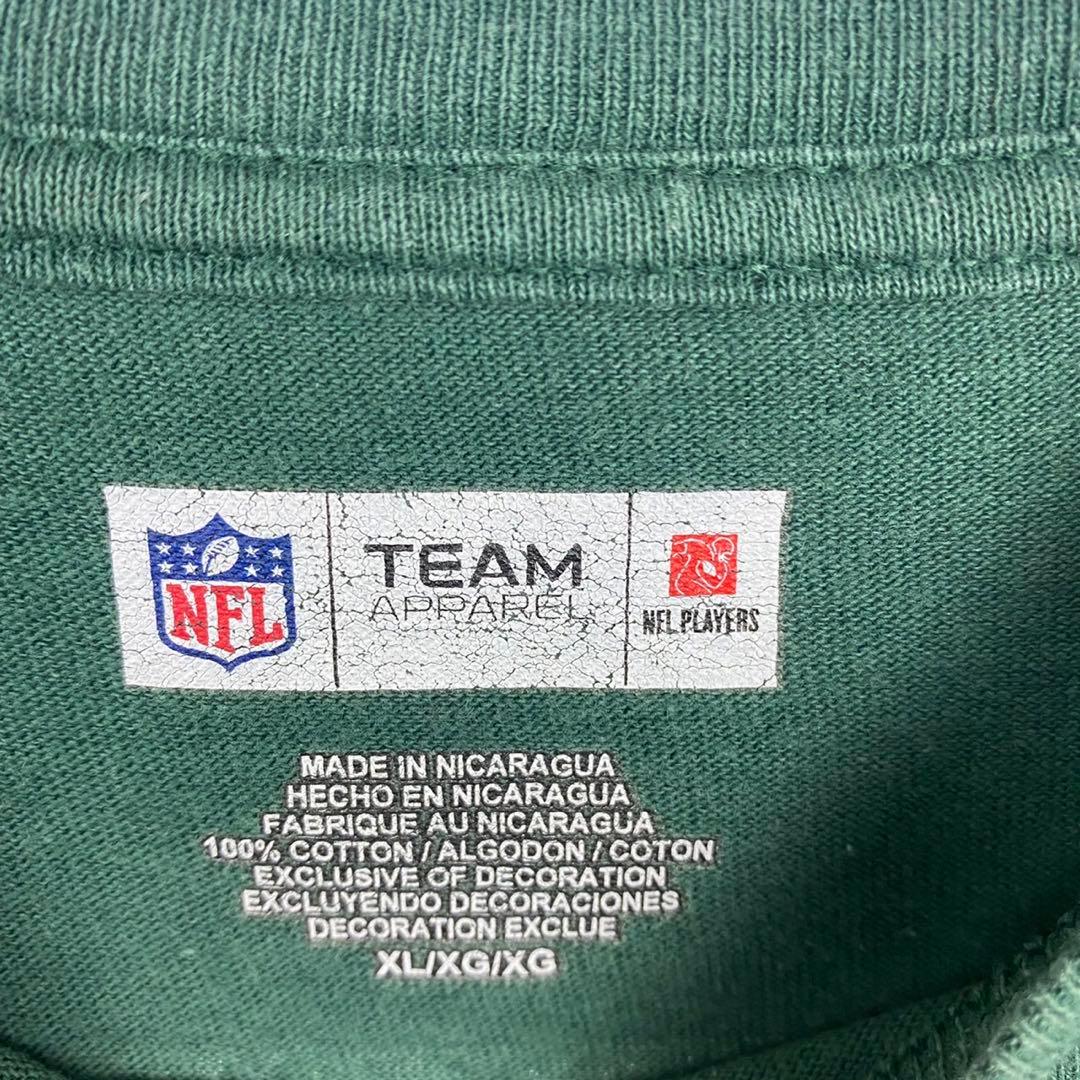 NFL
TEAM
APPAREL
NFL PLAYERS
MADE IN NICARAGUA
HECHO EN NICARAGUA
FABRIQUE AU NICARAGUA
100% COTTON / ALGODON / COTON
EXCLUSIVE OF DECORATION
EXCLUYENDO DECORACIONES
DECORATION EXCLUE
XL/XG/XG